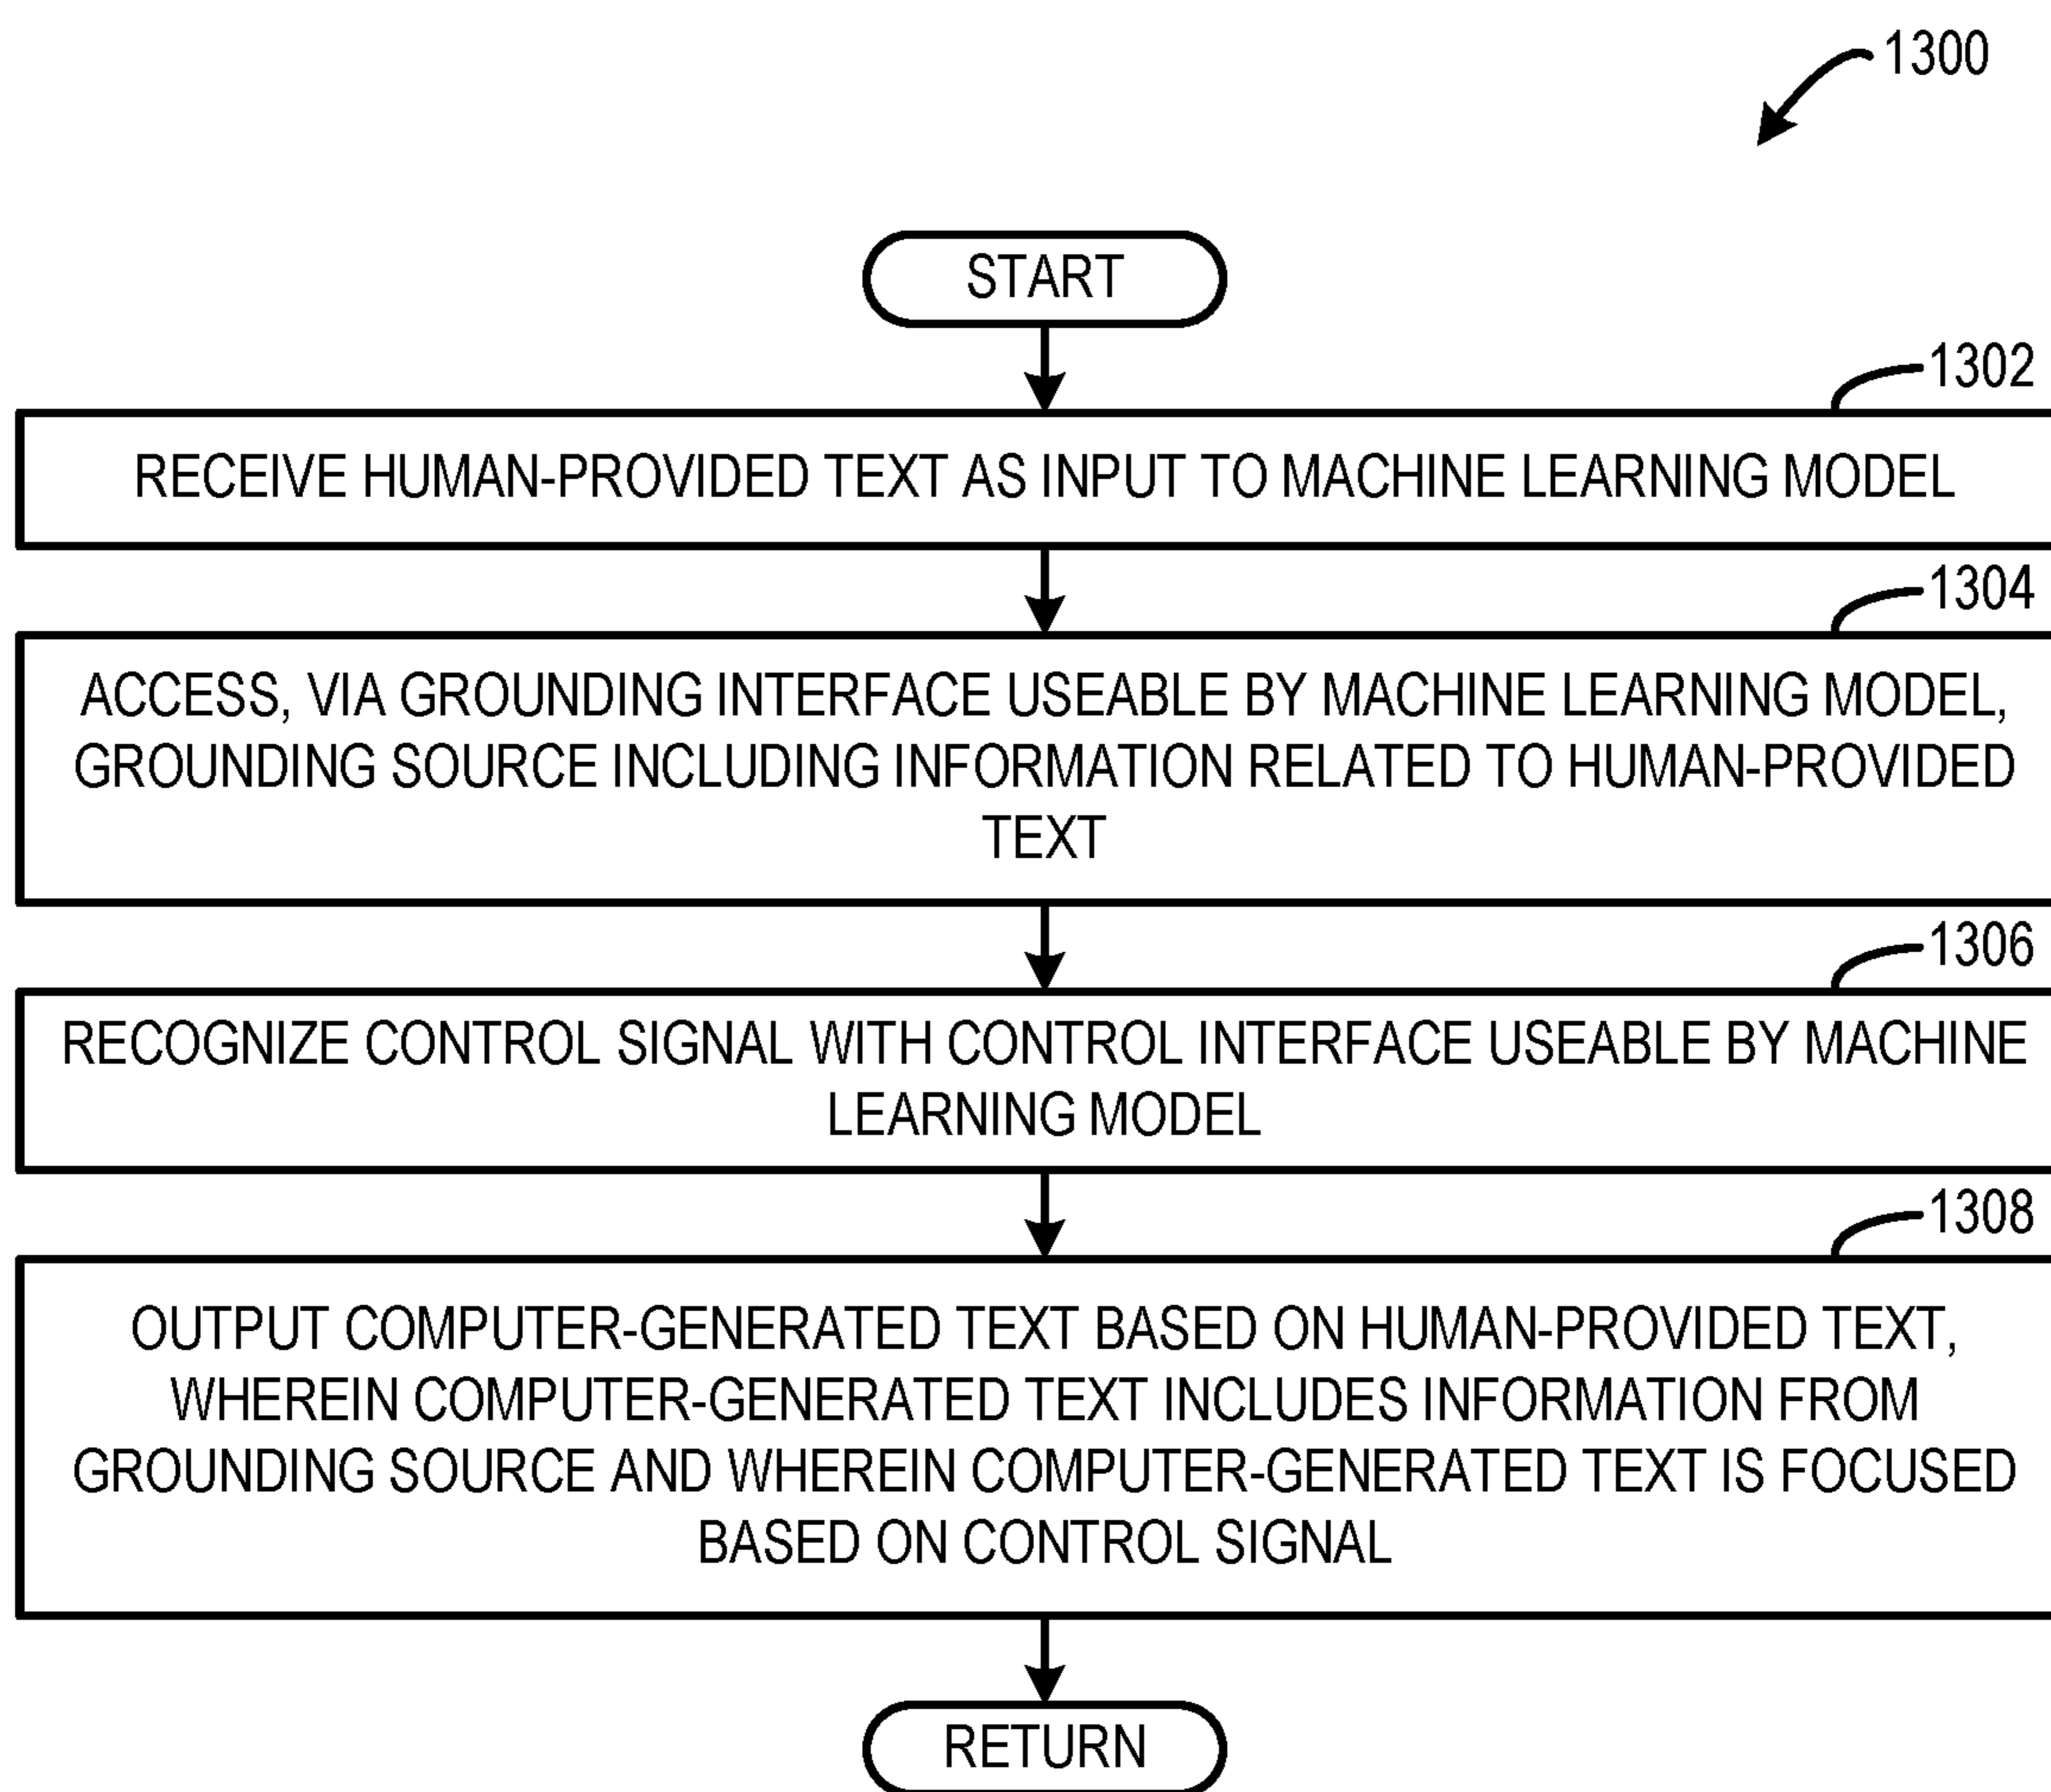 1300
START
1302
RECEIVE HUMAN-PROVIDED TEXT AS INPUT TO MACHINE LEARNING MODEL
1304
ACCESS, VIA GROUNDING INTERFACE USEABLE BY MACHINE LEARNING MODEL,
GROUNDING SOURCE INCLUDING INFORMATION RELATED TO HUMAN-PROVIDED
TEXT
1306
RECOGNIZE CONTROL SIGNAL WITH CONTROL INTERFACE USEABLE BY MACHINE
LEARNING MODEL
1308
OUTPUT COMPUTER-GENERATED TEXT BASED ON HUMAN-PROVIDED TEXT,
WHEREIN COMPUTER-GENERATED TEXT INCLUDES INFORMATION FROM
GROUNDING SOURCE AND WHEREIN COMPUTER-GENERATED TEXT IS FOCUSED
BASED ON CONTROL SIGNAL
RETURN